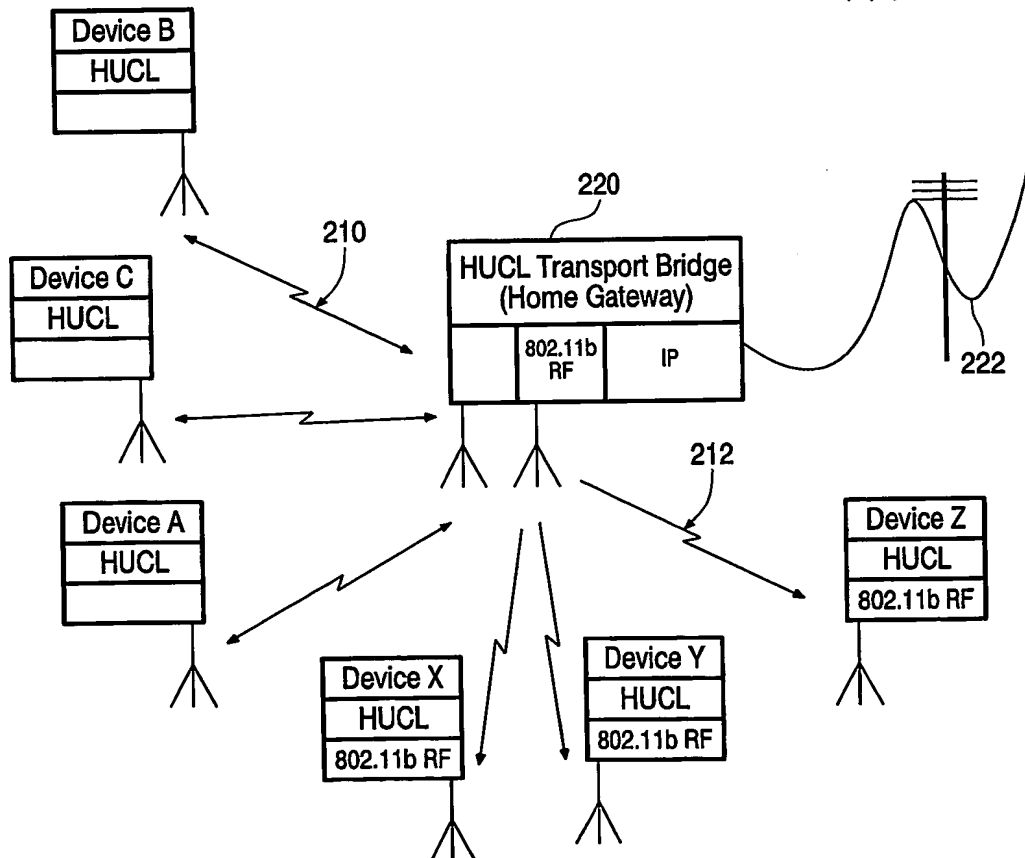 Device B
HUCL
210
220
HUCL Transport Bridge
(Home Gateway)
802.11b
RF
IP
222
Device C
HUCL
212
Device A
HUCL
Device Z
HUCL
802.11b RF
Device X
HUCL
802.11b RF
Device Y
HUCL
802.11b RF